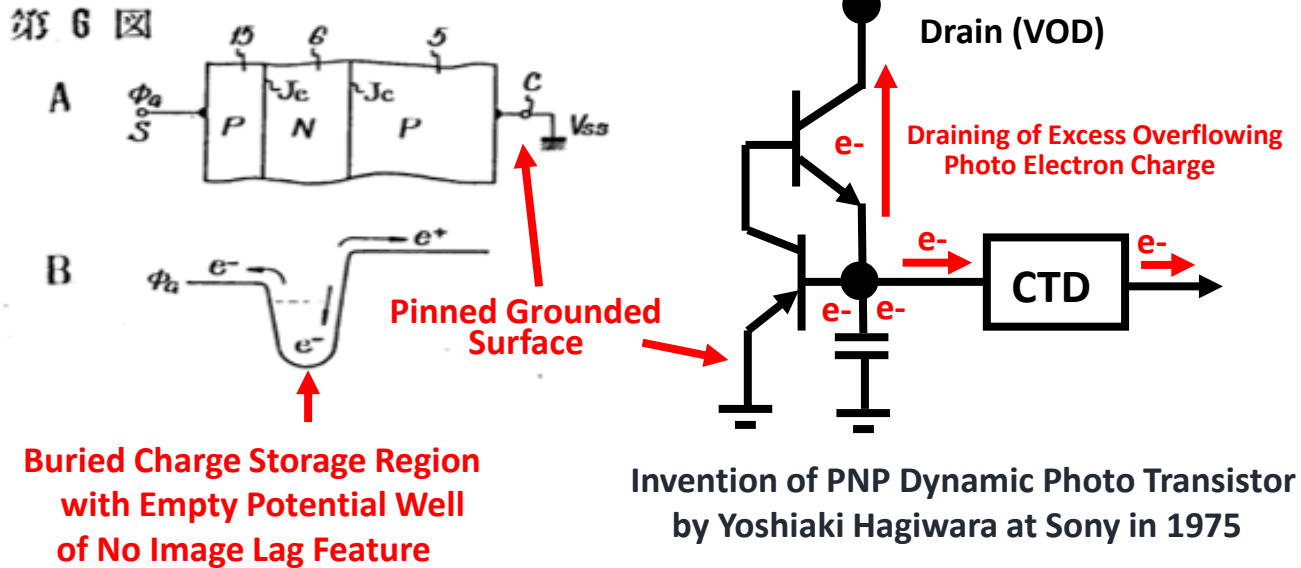 第 6 図
15 6 5
A
Φa
S
P
Jc
N
Jc
P
C
Vss
B
Φa
e-
e+
e-
Pinned Grounded
Surface
Buried Charge Storage Region
with Empty Potential Well
of No Image Lag Feature
Drain (VOD)
e-
Draining of Excess Overflowing
Photo Electron Charge
e-
CTD
e-
e- e-
Invention of PNP Dynamic Photo Transistor
by Yoshiaki Hagiwara at Sony in 1975